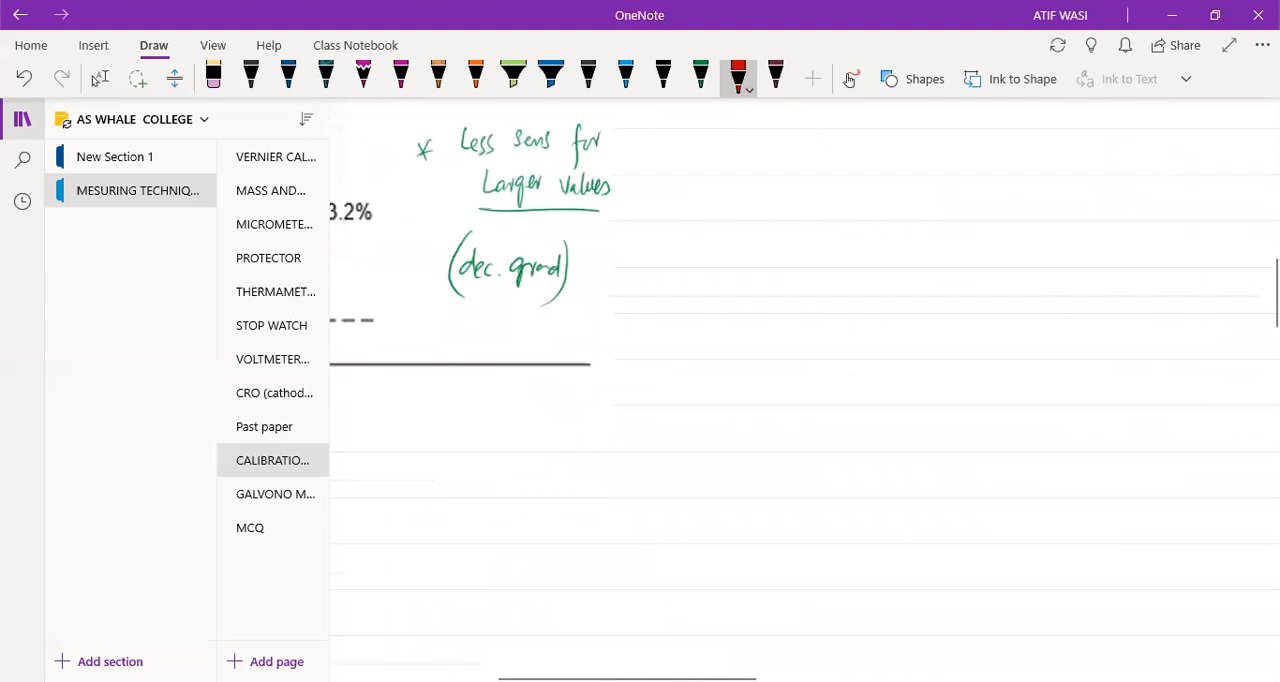 OneNote
ATIF WASI
Home
Insert
Draw
View
Help
Class Notebook
Share
Shapes
Ink to Shape
Ink to Text
AS WHALE COLLEGE
New Section 1
MESURING TECHNIQ...
VERNIER CAL...
MASS AND...
MICROMETE...
PROTECTOR
THERMAMET...
STOP WATCH
VOLTMETER...
CRO (cathod...
Past paper
CALIBRATIO...
GALVONO M...
MCQ
Add section
Add page
* Less sens for
Larger values
3.2%
(dec. grad)